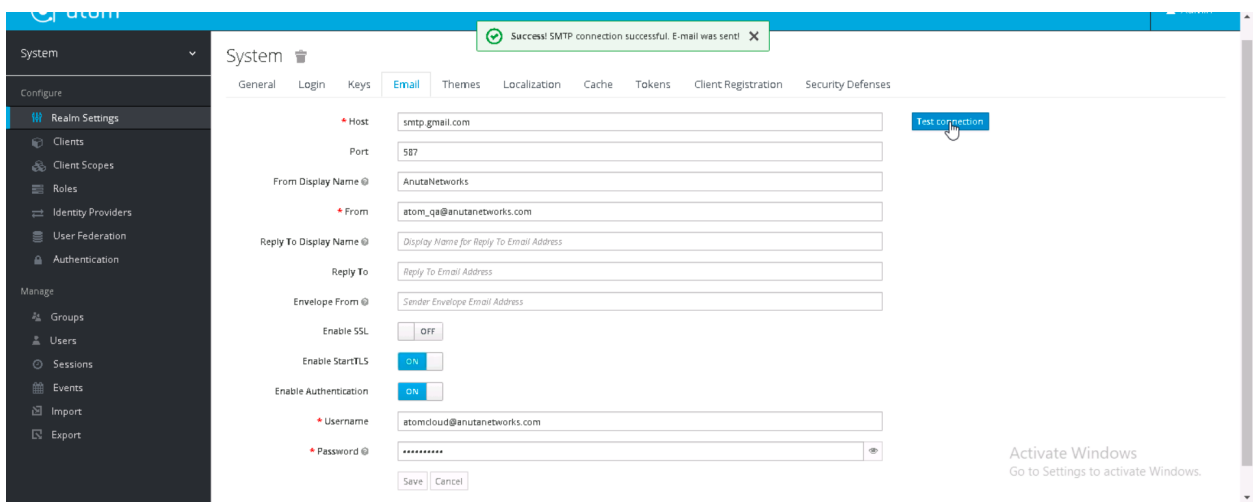 atom
Success! SMTP connection successful. E-mail was sent!
System
System
General Login Keys Email Themes Localization Cache Tokens Client Registration Security Defenses
Configure
Realm Settings
Clients
Client Scopes
Roles
Identity Providers
User Federation
Authentication
Manage
Groups
Users
Sessions
Events
Import
Export
* Host smtp.gmail.com Test connection
Port 587
From Display Name AnutaNetworks
* From atom_qa@anutanetworks.com
Reply To Display Name Display Name for Reply To Email Address
Reply To Reply To Email Address
Envelope From Sender Envelope Email Address
Enable SSL OFF
Enable StartTLS ON
Enable Authentication ON
* Username atomcloud@anutanetworks.com
* Password ••••••••••
Save Cancel
Activate Windows
Go to Settings to activate Windows.